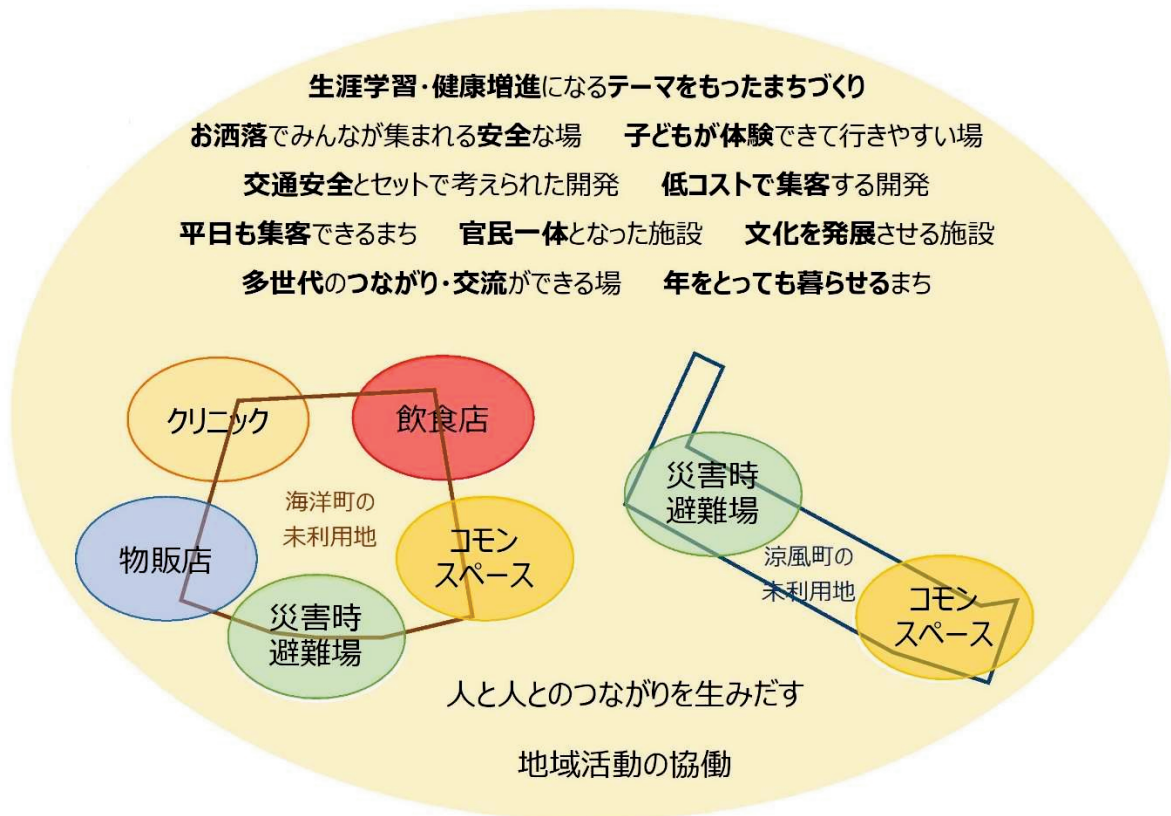 生涯学習・健康増進になるテーマをもったまちづくり
お洒落でみんなが集まれる安全な場　子どもが体験できて行きやすい場
交通安全とセットで考えられた開発　低コストで集客する開発
平日も集客できるまち　官民一体となった施設　文化を発展させる施設
多世代のつながり・交流ができる場　年をとっても暮らせるまち
クリニック
飲食店
海洋町の
未利用地
物販店
コモン
スペース
災害時
避難場
災害時
避難場
涼風町の
未利用地
コモン
スペース
人と人とのつながりを生みだす
地域活動の協働